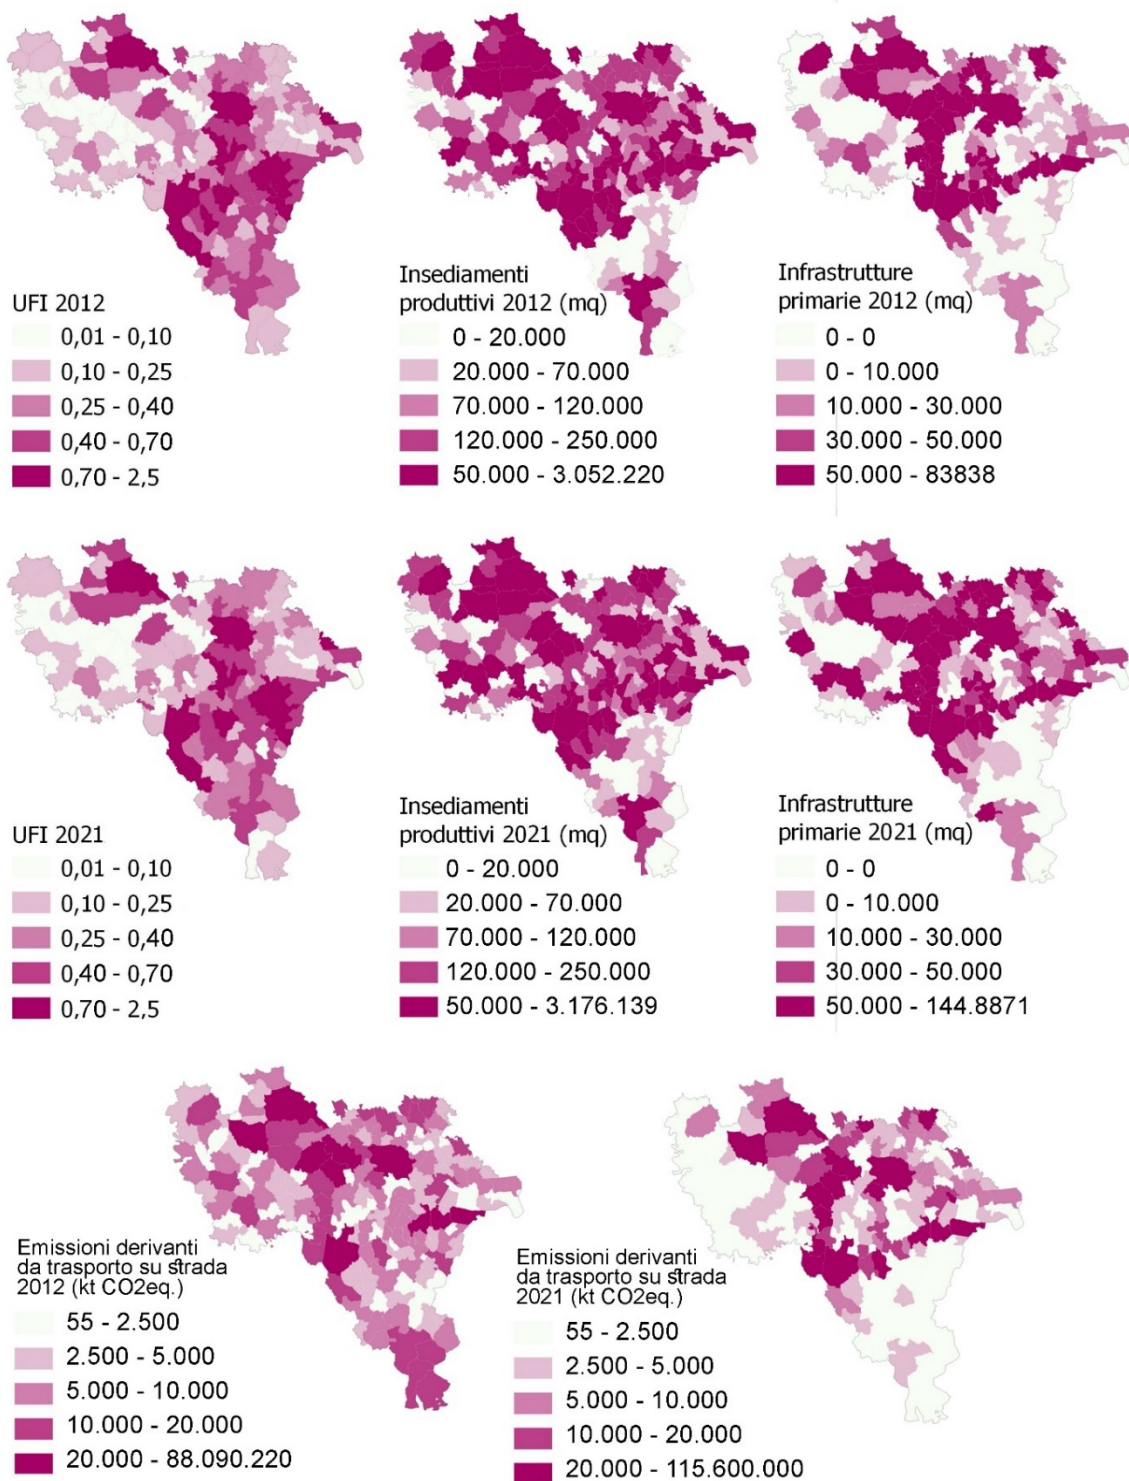 UFI 2012
0,01 - 0,10
0,10 - 0,25
0,25 - 0,40
0,40 - 0,70
0,70 - 2,5
Insediamenti
produttivi 2012 (mq)
0 - 20.000
20.000 - 70.000
70.000 - 120.000
120.000 - 250.000
50.000 - 3.052.220
Infrastrutture
primarie 2012 (mq)
0 - 0
0 - 10.000
10.000 - 30.000
30.000 - 50.000
50.000 - 83838
UFI 2021
0,01 - 0,10
0,10 - 0,25
0,25 - 0,40
0,40 - 0,70
0,70 - 2,5
Insediamenti
produttivi 2021 (mq)
0 - 20.000
20.000 - 70.000
70.000 - 120.000
120.000 - 250.000
50.000 - 3.176.139
Infrastrutture
primarie 2021 (mq)
0 - 0
0 - 10.000
10.000 - 30.000
30.000 - 50.000
50.000 - 144.8871
Emissioni derivanti
da trasporto su strada
2012 (kt CO2eq.)
55 - 2.500
2.500 - 5.000
5.000 - 10.000
10.000 - 20.000
20.000 - 88.090.220
Emissioni derivanti
da trasporto su strada
2021 (kt CO2eq.)
55 - 2.500
2.500 - 5.000
5.000 - 10.000
10.000 - 20.000
20.000 - 115.600.000